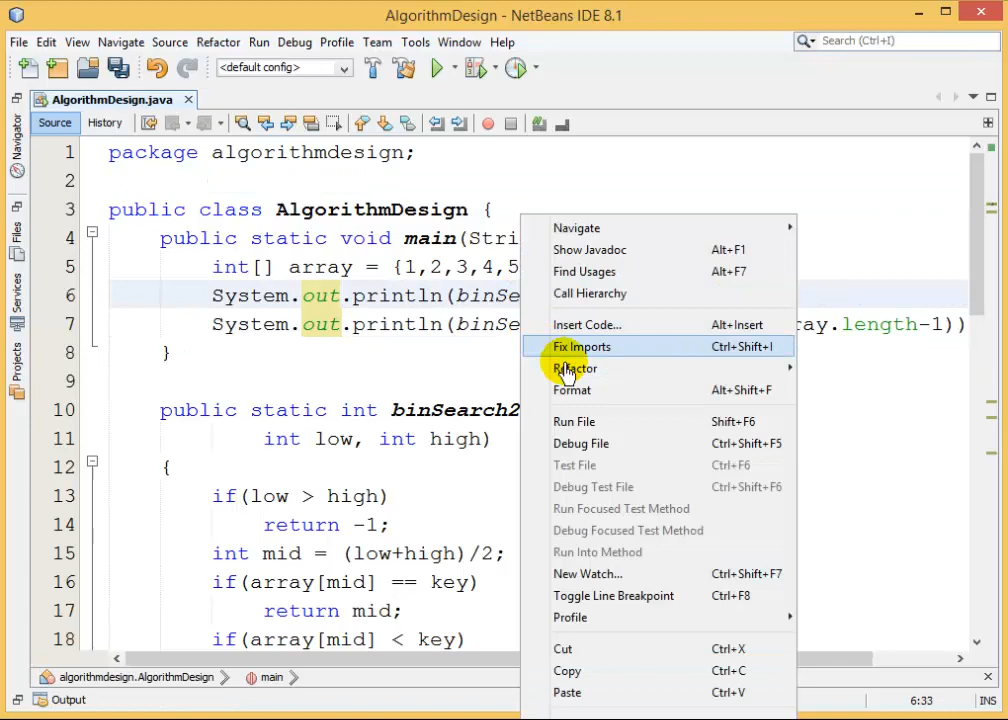 AlgorithmDesign - NetBeans IDE 8.1
File Edit View Navigate Source Refactor Run Debug Profile Team Tools Window Help
Search (Ctrl+I)
<default config>
AlgorithmDesign.java
Source History
Navigator
Files
Services
Projects
1 package algorithmdesign;
2
3 public class AlgorithmDesign {
4 public static void main(Stri
5 int[] array = {1,2,3,4,5
6 System.out.println(binSe
7 System.out.println(binSe ray.length-1))
8 }
9
10 public static int binSearch2
11 int low, int high)
12 {
13 if(low > high)
14 return -1;
15 int mid = (low+high)/2;
16 if(array[mid] == key)
17 return mid;
18 if(array[mid] < key)
Navigate
Show Javadoc Alt+F1
Find Usages Alt+F7
Call Hierarchy
Insert Code... Alt+Insert
Fix Imports Ctrl+Shift+I
Refactor
Format Alt+Shift+F
Run File Shift+F6
Debug File Ctrl+Shift+F5
Test File Ctrl+F6
Debug Test File Ctrl+Shift+F6
Run Focused Test Method
Debug Focused Test Method
Run Into Method
New Watch... Ctrl+Shift+F7
Toggle Line Breakpoint Ctrl+F8
Profile
Cut Ctrl+X
Copy Ctrl+C
Paste Ctrl+V
algorithmdesign.AlgorithmDesign main
Output 6:33 INS